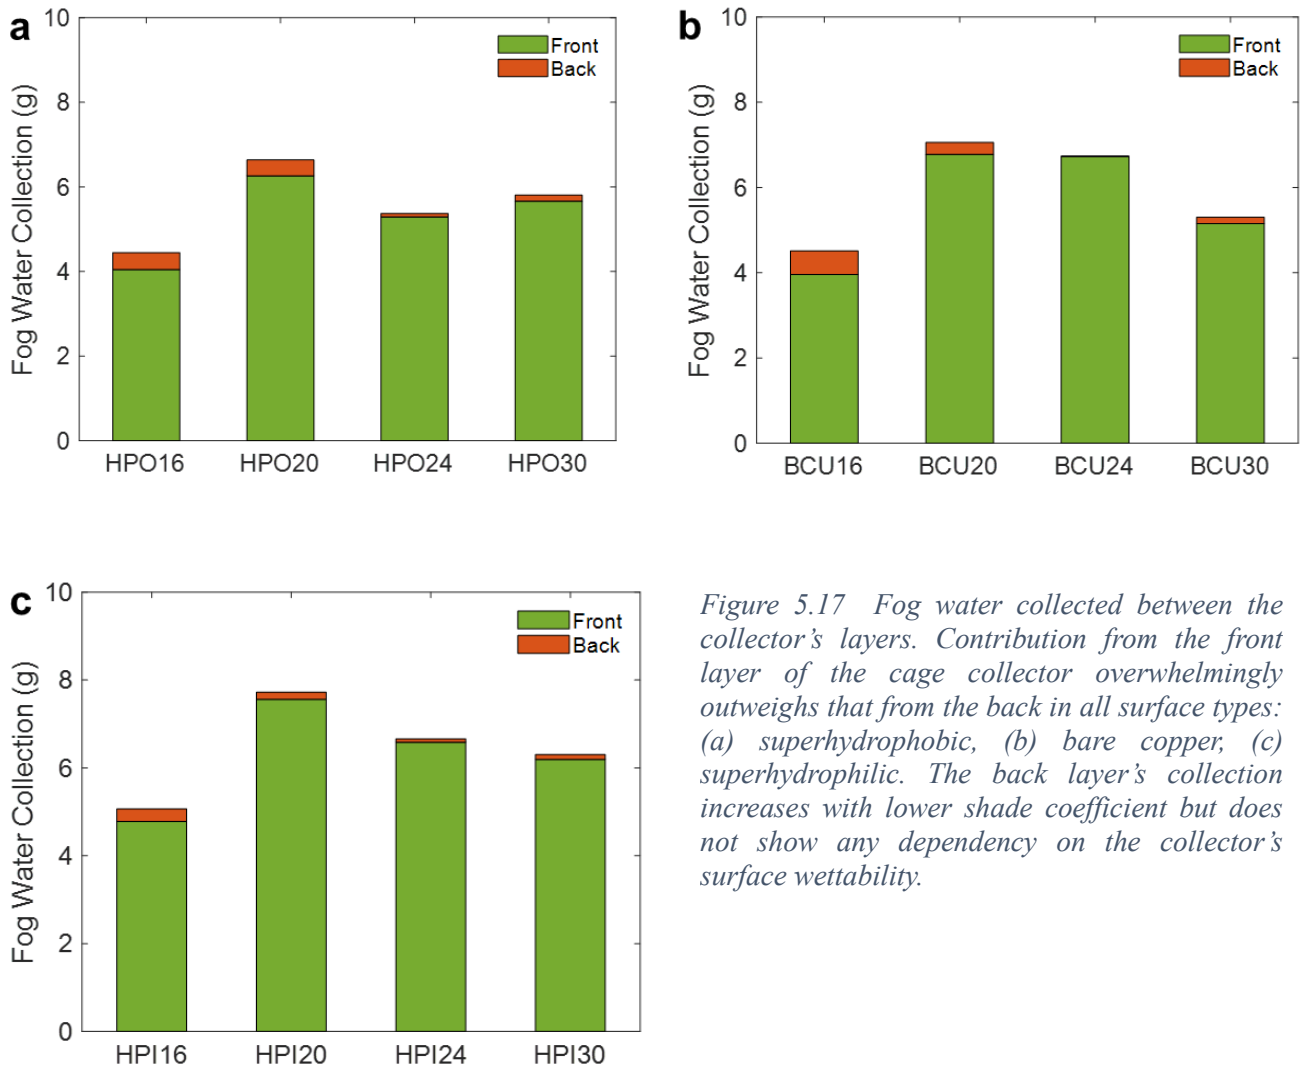 a
10
8
6
4
2
0
Fog Water Collection (g)
Front
Back
HPO16 HPO20 HPO24 HPO30
b
10
8
6
4
2
0
Fog Water Collection (g)
Front
Back
BCU16 BCU20 BCU24 BCU30
c
10
8
6
4
2
0
Fog Water Collection (g)
Front
Back
HPI16 HPI20 HPI24 HPI30
Figure 5.17 Fog water collected between the
collector’s layers. Contribution from the front
layer of the cage collector overwhelmingly
outweighs that from the back in all surface types:
(a) superhydrophobic, (b) bare copper, (c)
superhydrophilic. The back layer’s collection
increases with lower shade coefficient but does
not show any dependency on the collector’s
surface wettability.